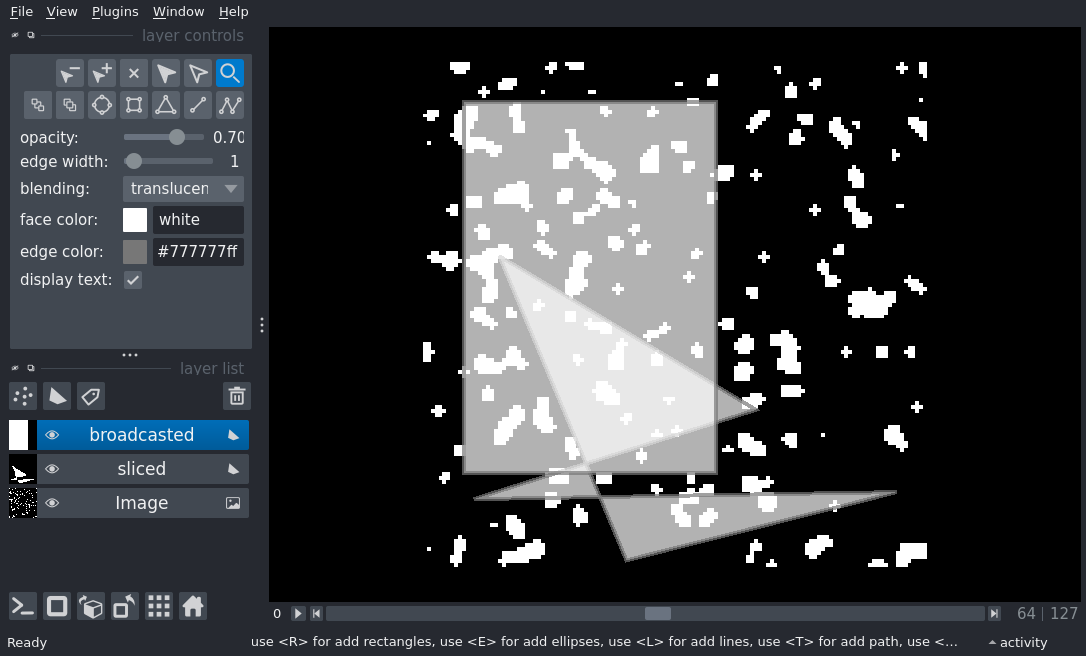 File View Plugins Window Help
layer controls
opacity: 0.70
edge width: 1
blending: translucen
face color: white
edge color: #777777ff
display text:
layer list
broadcasted
sliced
Image
0 64 127
Ready use <R> for add rectangles, use <E> for add ellipses, use <L> for add lines, use <T> for add path, use <... activity